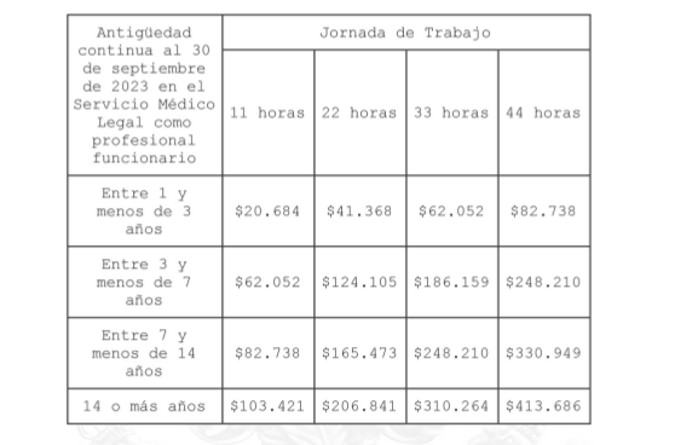 Antigüedad
continua al 30
de septiembre
de 2023 en el
Servicio Médico
Legal como
profesional
funcionario
Jornada de Trabajo
11 horas 22 horas 33 horas 44 horas
Entre 1 y
menos de 3
años
$20.684 $41.368 $62.052 $82.738
Entre 3 y
menos de 7
años
$62.052 $124.105 $186.159 $248.210
Entre 7 y
menos de 14
años
$82.738 $165.473 $248.210 $330.949
14 o más años $103.421 $206.841 $310.264 $413.686